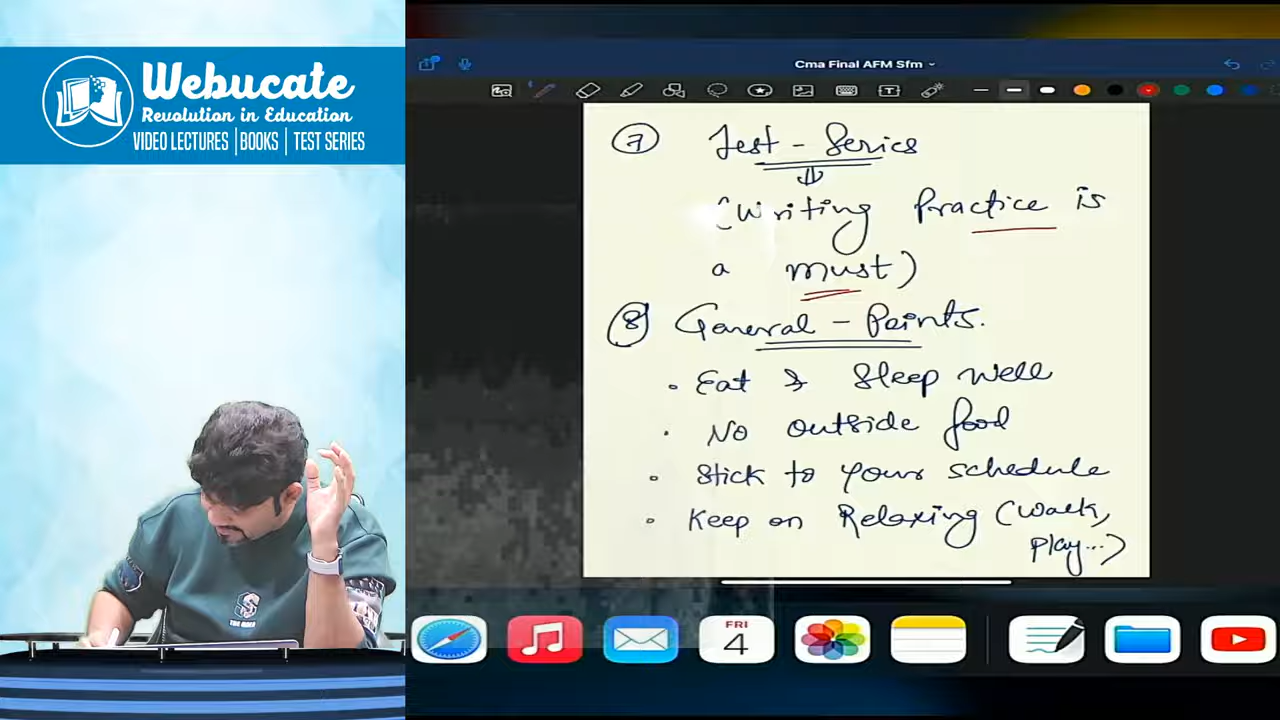 Webucate
Revolution in Education
VIDEO LECTURES | BOOKS | TEST SERIES
Cma Final AFM Sfm
7 Test - Series
(Writing Practice is
a must)
8 General - Points.
• Eat & Sleep well
• No outside food
• Stick to your schedule
• Keep on Relaxing (walk,
play...)
FRI
4